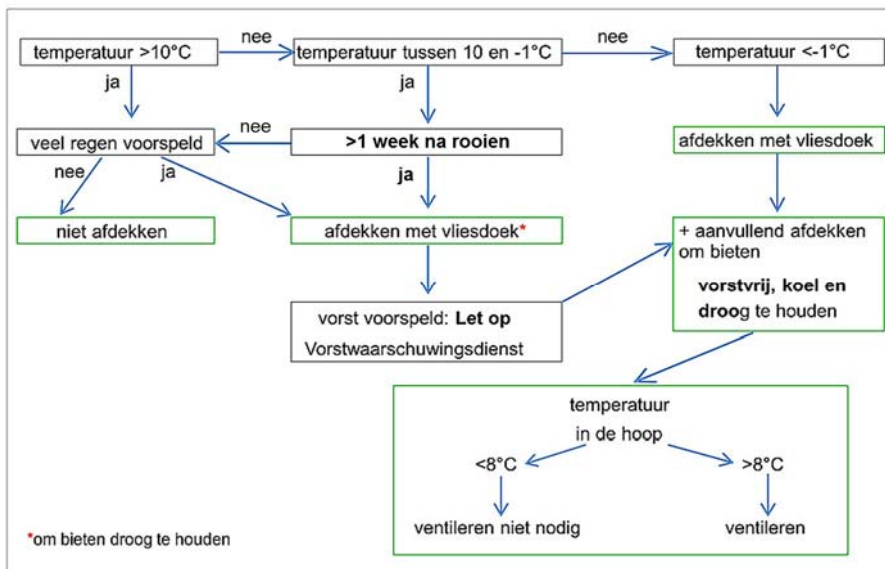 temperatuur >10°C
nee
temperatuur tussen 10 en -1°C
nee
temperatuur <-1°C
ja
ja
veel regen voorspeld
nee
>1 week na rooien
afdekken met vliesdoek
nee
ja
ja
niet afdekken
afdekken met vliesdoek*
+ aanvullend afdekken
om bieten
vorstvrij, koel en
droog te houden
vorst voorspeld: Let op
Vorstwaarschuwingsdienst
temperatuur
in de hoop
<8°C
>8°C
ventileren niet nodig
ventileren
*om bieten droog te houden